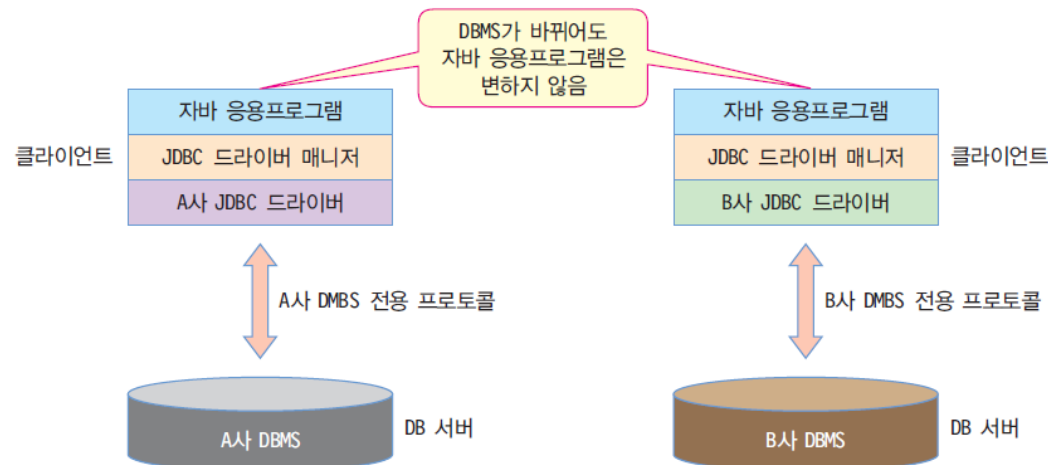 DBMS가 바뀌어도
자바 응용프로그램은
변하지 않음
자바 응용프로그램
클라이언트
JDBC 드라이버 매니저
A사 JDBC 드라이버
자바 응용프로그램
JDBC 드라이버 매니저
클라이언트
B사 JDBC 드라이버
A사 DMBS 전용 프로토콜
B사 DMBS 전용 프로토콜
A사 DBMS
DB 서버
B사 DBMS
DB 서버